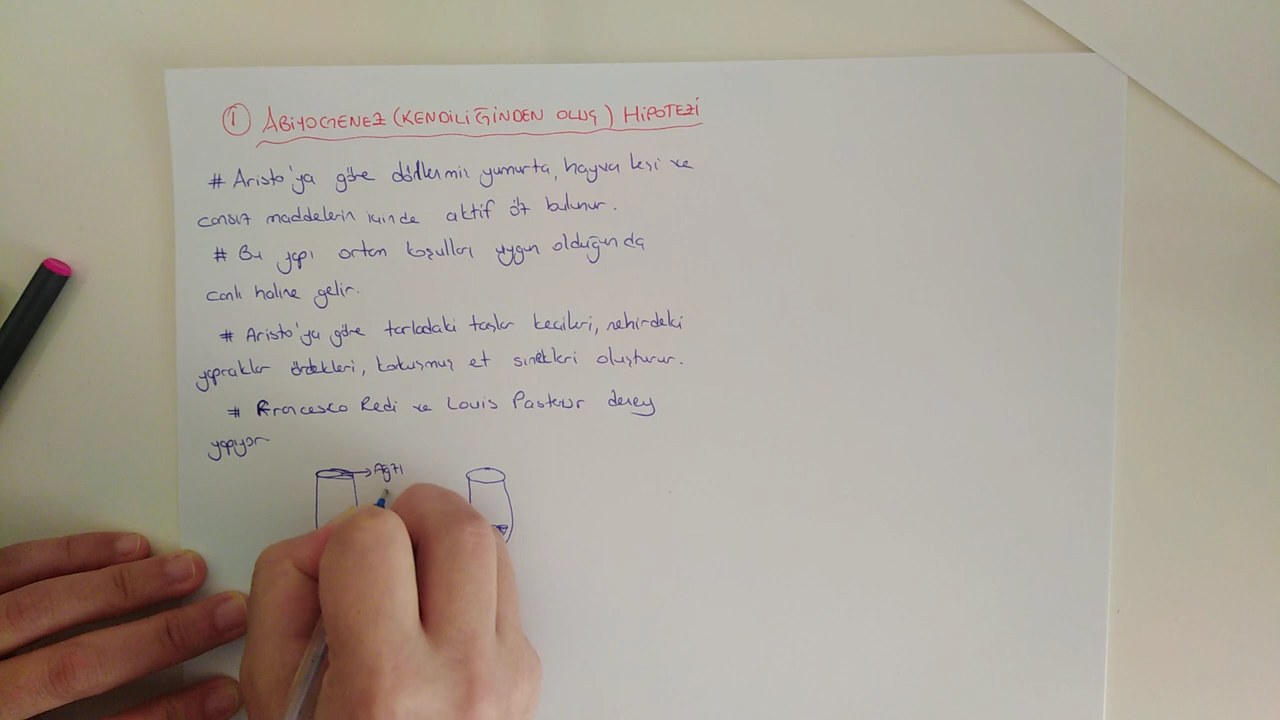 ① ABİYOGENEZ (KENDİLİĞİNDEN OLUŞ) HİPOTEZİ
# Aristo'ya göre döllenmiş yumurta, hayva leşi ve
cansız maddelerin içinde aktif öz bulunur.
# Bu yapı ortam koşulları uygun olduğunda
canlı haline gelir.
# Aristo'ya göre tarladaki taşlar kecileri, nehirdeki
yapraklar ördekleri, kokuşmuş et sinekleri oluşturur.
# Francesco Redi ve Louis Pasteur deney
yapıyor
Ağzı